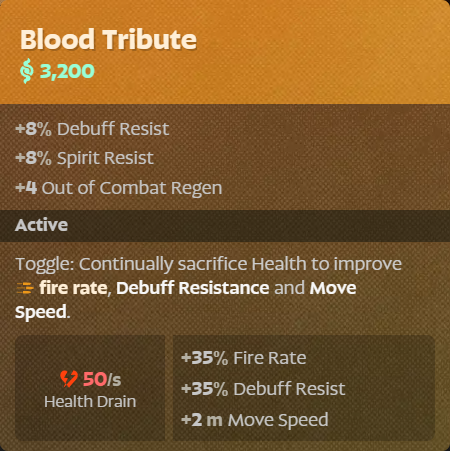 Blood Tribute
3,200
+8% Debuff Resist
+8% Spirit Resist
+4 Out of Combat Regen
Active
Toggle: Continually sacrifice Health to improve
fire rate, Debuff Resistance and Move
Speed.
50/s
Health Drain
+35% Fire Rate
+35% Debuff Resist
+2 m Move Speed